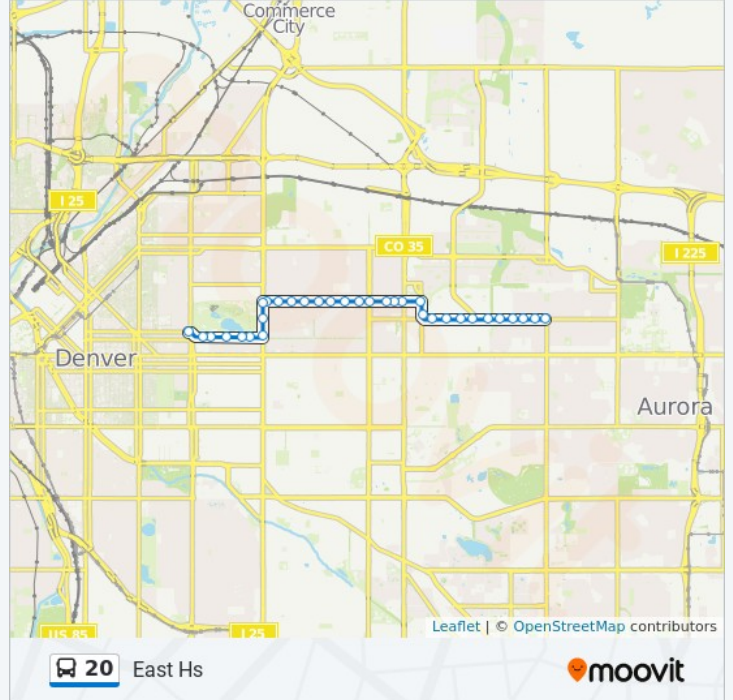 Commerce
City
I 25
CO 35
I 225
Denver
Aurora
US 85
I 25
Leaflet | © OpenStreetMap contributors
20 East Hs
moovit